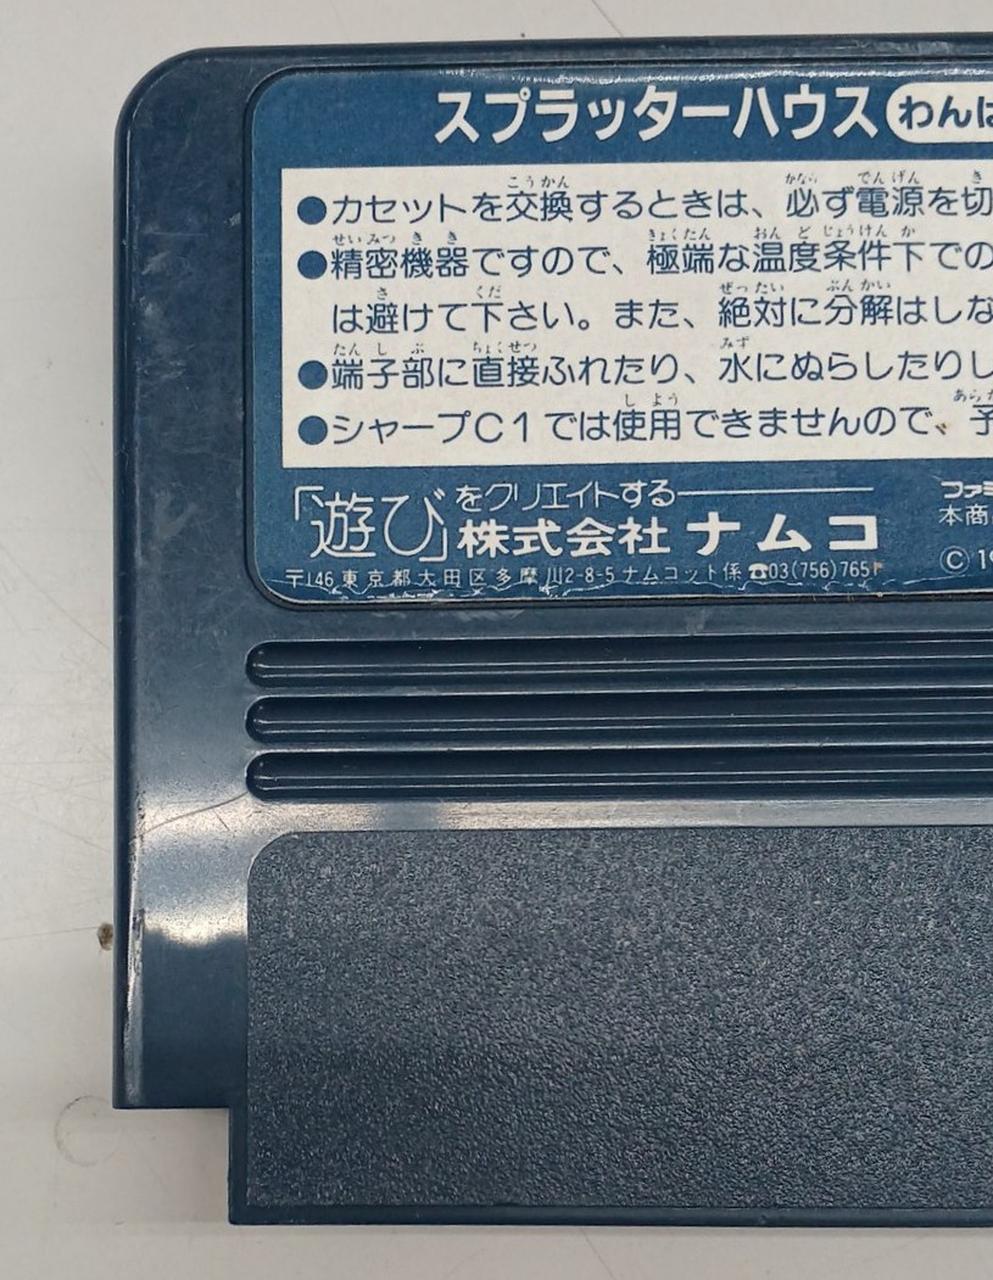 スプラッターハウス わんぱ
●カセットを交換するときは、必ず電源を切
●精密機器ですので、極端な温度条件下での
は避けて下さい。また、絶対に分解はしな
●端子部に直接ふれたり、水にぬらしたりし
●シャープC1では使用できませんので、予
「遊び」をクリエイトする
株式会社ナムコ
〒146 東京都大田区多摩川2-8-5 ナムコット係 ☎03(756)765
ファミ
本商
© 19